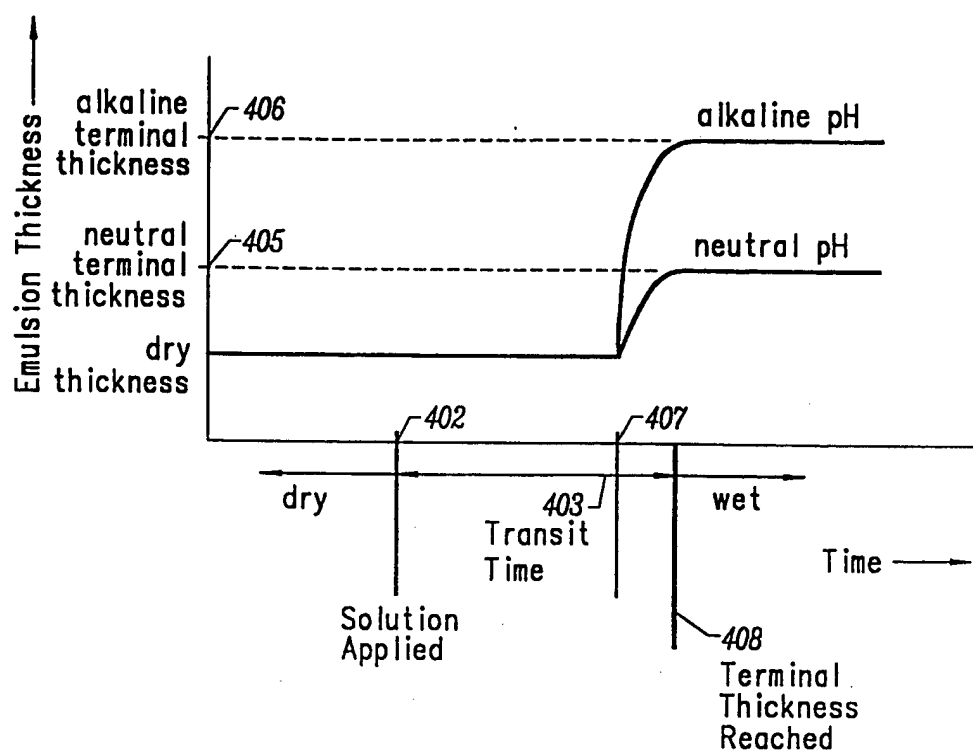 Emulsion Thickness
alkaline
terminal
thickness
406
alkaline pH
neutral
terminal
thickness
405
neutral pH
dry
thickness
402
407
dry
403
wet
Transit
Time
Time
Solution
Applied
408
Terminal
Thickness
Reached